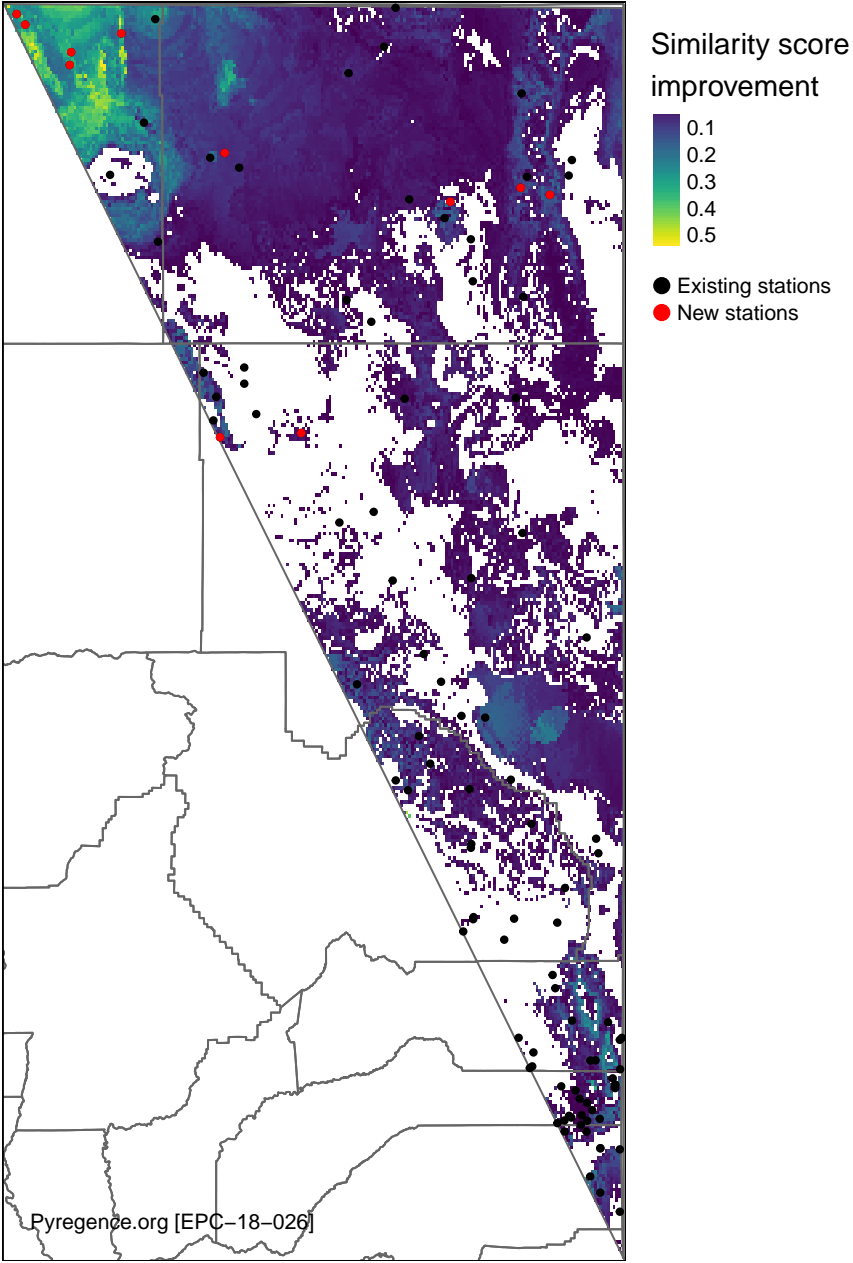 Similarity score
improvement
0.1
0.2
0.3
0.4
0.5
Existing stations
New stations
Pyregence.org [EPC−18−026]